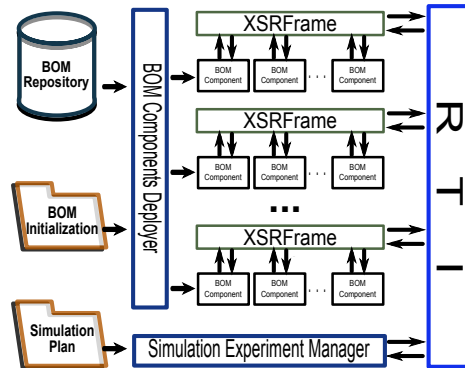 BOM
Repository
BOM
Initialization
Simulation
Plan
BOM Components Deployer
XSRFrame
BOM
Component
BOM
Component
. . .
BOM
Component
XSRFrame
BOM
Component
BOM
Component
. . .
BOM
Component
...
XSRFrame
BOM
Component
BOM
Component
. . .
BOM
Component
Simulation Experiment Manager
R T I